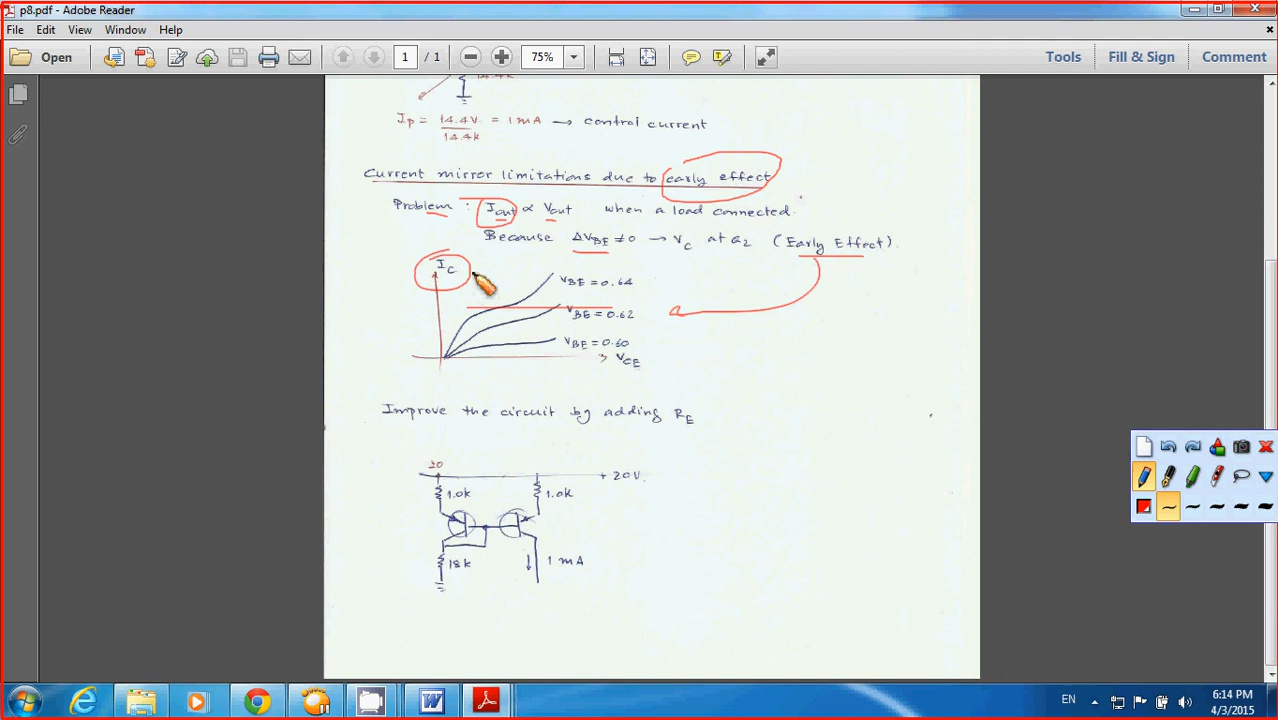 p8.pdf - Adobe Reader
File Edit View Window Help
Open 1 / 1 75% Tools Fill & Sign Comment
14.4k
Ip = 14.4V / 14.4k = 1mA → control current
Current mirror limitations due to early effect
Problem : Iout ∝ Vout when a load connected.
Because ΔVBE ≠ 0 → Vc at Q2 (Early Effect).
Ic
VBE = 0.64
VBE = 0.62
VBE = 0.60
VCE
Improve the circuit by adding RE
20
+ 20V.
1.0k 1.0k
18k 1 mA
EN
6:14 PM
4/3/2015